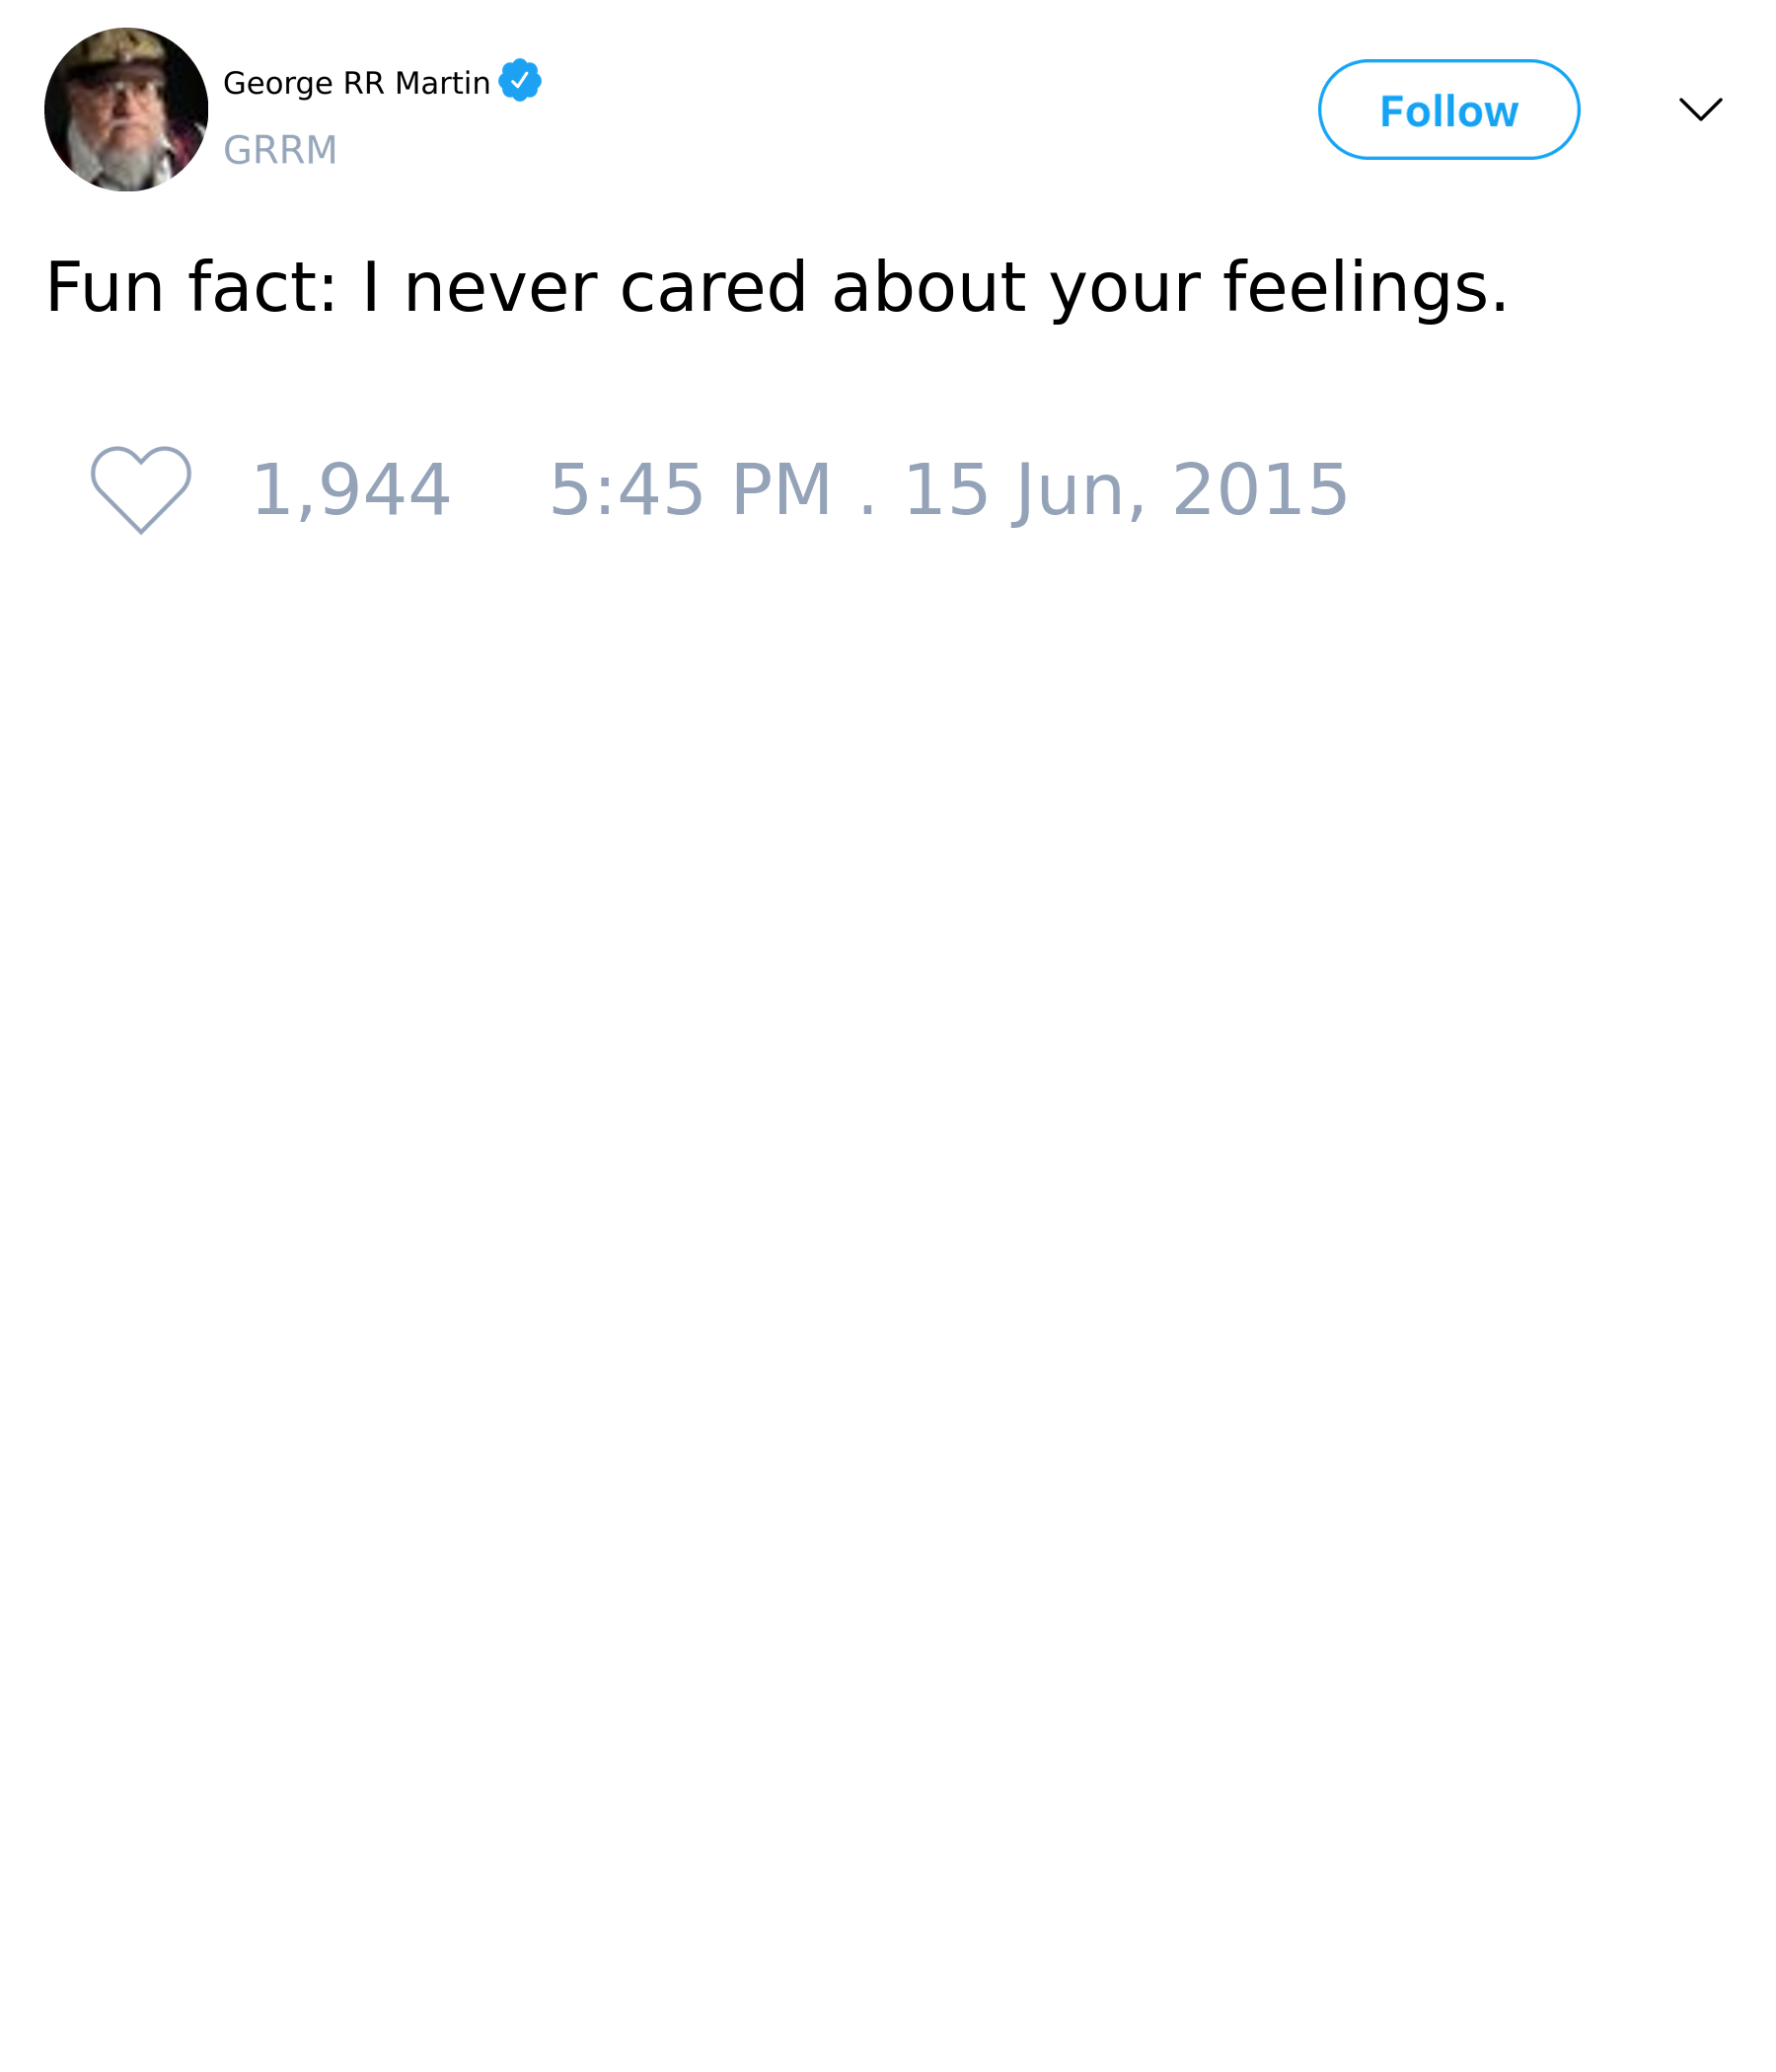 George RR Martin
Follow
GRRM
Fun fact: I never cared about your feelings.
1,944 5:45 PM . 15 Jun, 2015